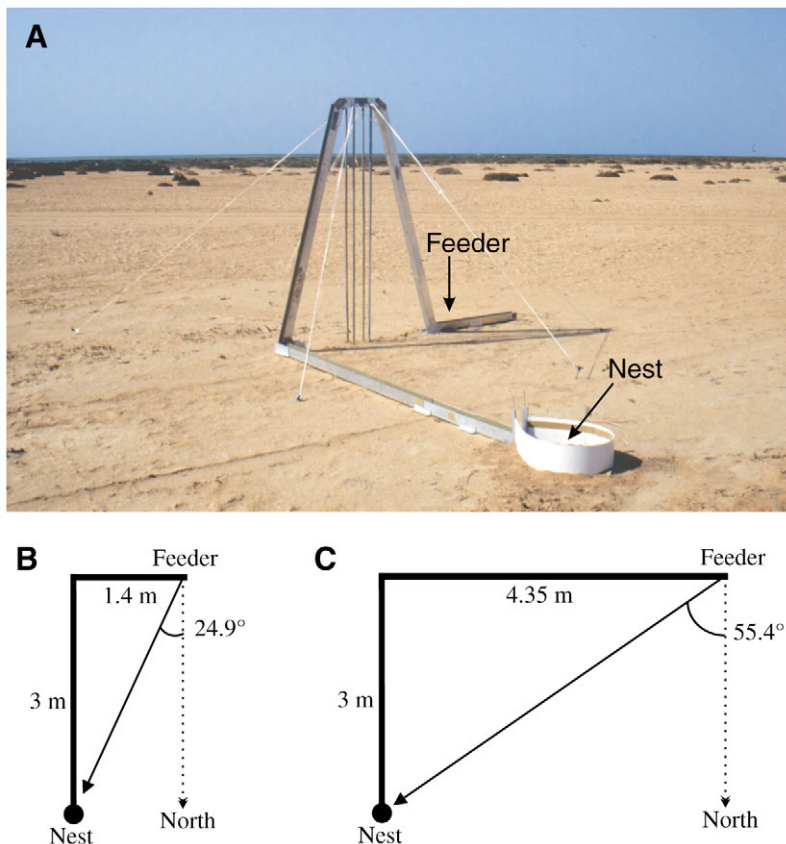 A
Feeder
Nest
B
Feeder
1.4 m
24.9°
3 m
Nest
North
C
Feeder
4.35 m
55.4°
3 m
Nest
North